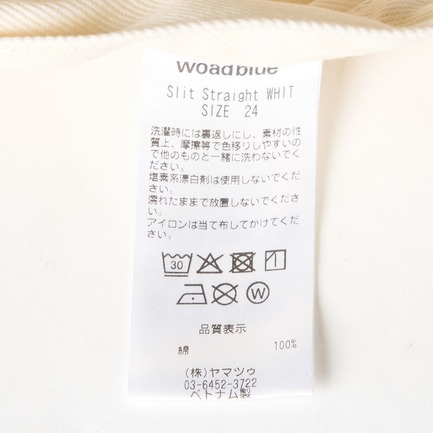 woadblue
Slit Straight WHIT
SIZE 24
洗濯時には裏返しにし、素材の性
質上、摩擦等で色移りしやすいの
で他のものと一緒に洗わないでく
ださい。
塩素系漂白剤は使用しないでくださ
い。
濡れたままで放置しないでくださ
い。
アイロンは当て布してかけてくだ
さい。
30
W
品質表示
綿 100%
(株)ヤマツゥ
03-6452-3722
ベトナム製